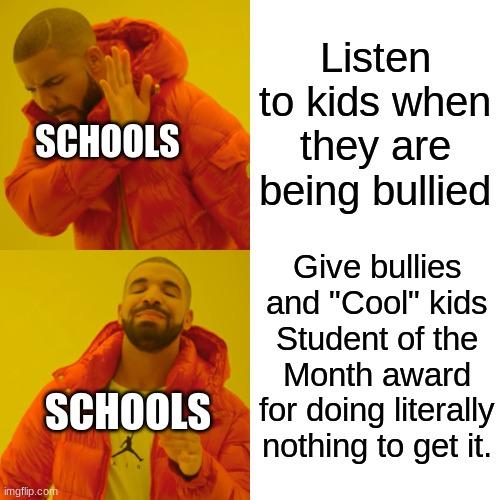 SCHOOLS
Listen
to kids when
they are
being bullied
SCHOOLS
Give bullies
and "Cool" kids
Student of the
Month award
for doing literally
nothing to get it.
imgflip.com